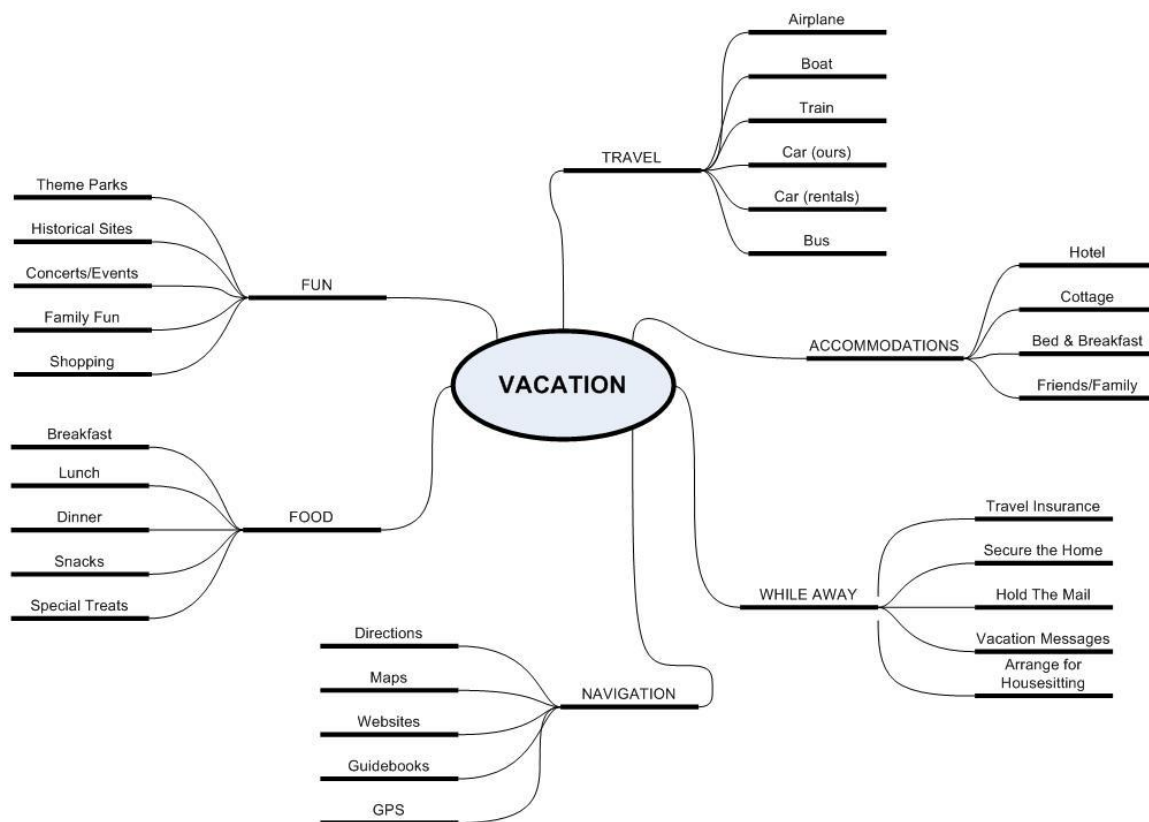 VACATION
TRAVEL
Airplane
Boat
Train
Car (ours)
Car (rentals)
Bus
ACCOMMODATIONS
Hotel
Cottage
Bed & Breakfast
Friends/Family
WHILE AWAY
Travel Insurance
Secure the Home
Hold The Mail
Vacation Messages
Arrange for
Housesitting
NAVIGATION
Directions
Maps
Websites
Guidebooks
GPS
FOOD
Breakfast
Lunch
Dinner
Snacks
Special Treats
FUN
Theme Parks
Historical Sites
Concerts/Events
Family Fun
Shopping